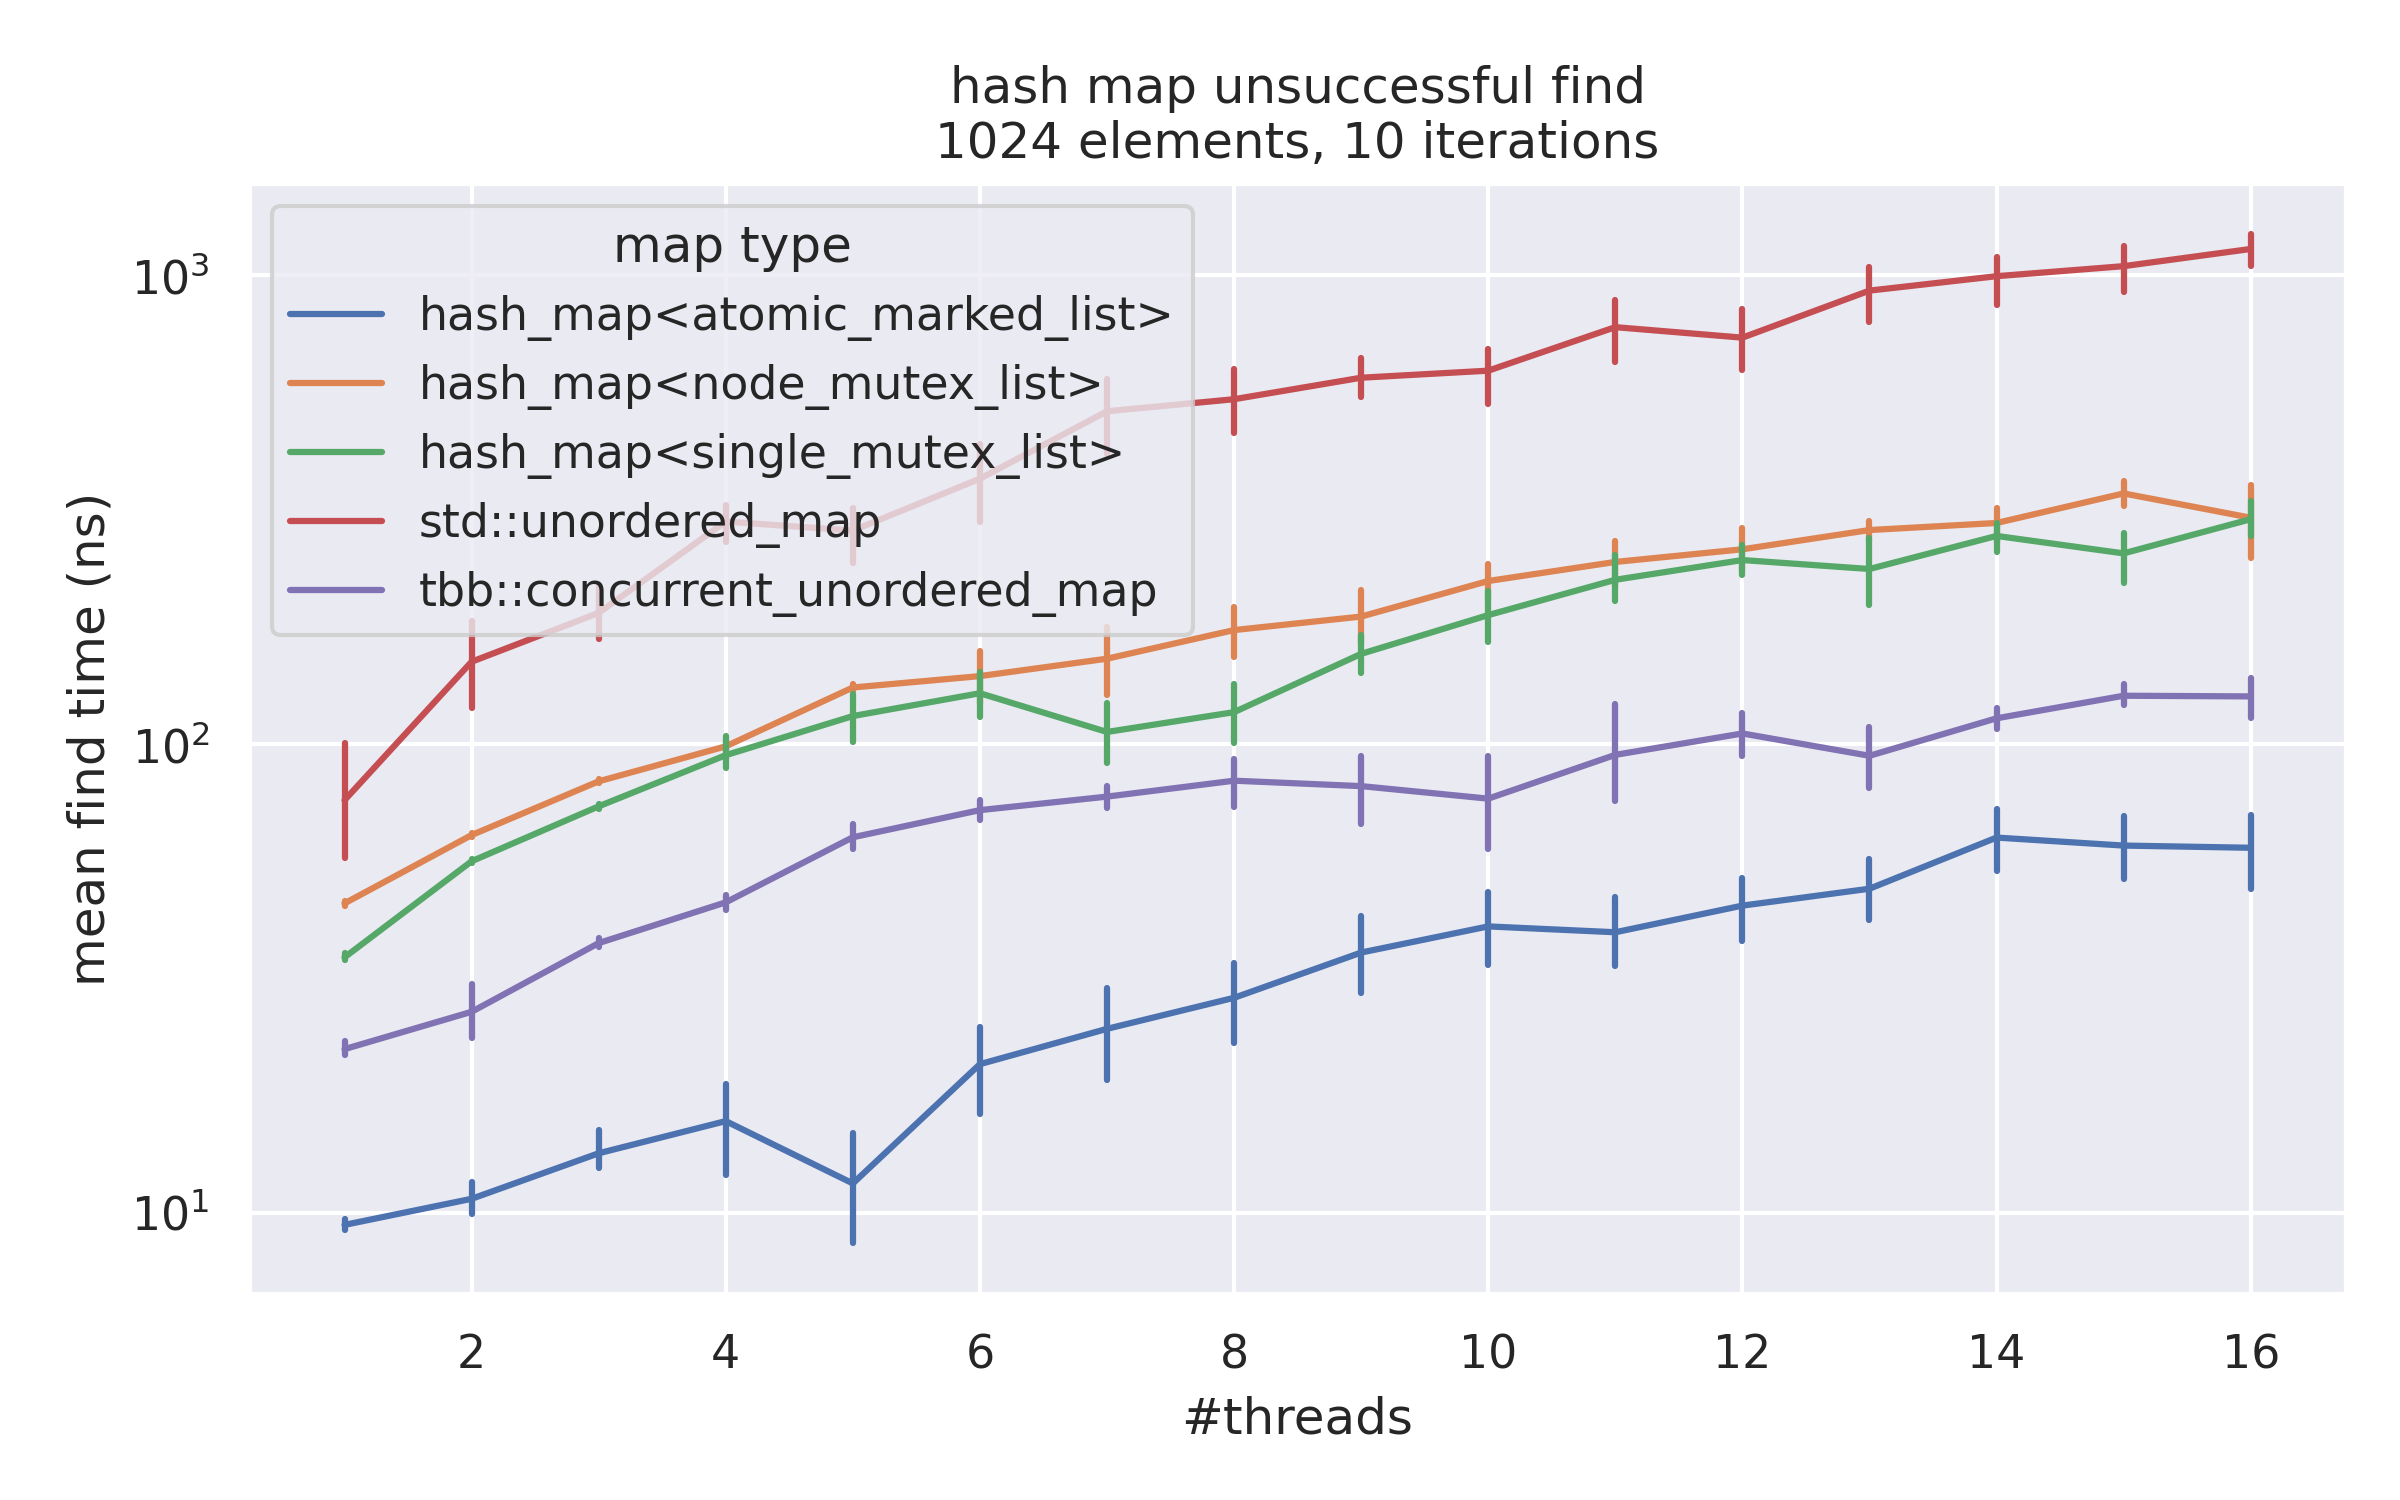 hash map unsuccessful find
1024 elements, 10 iterations
map type
hash_map<atomic_marked_list>
hash_map<node_mutex_list>
hash_map<single_mutex_list>
std::unordered_map
tbb::concurrent_unordered_map
mean find time (ns)
10³
10²
10¹
2 4 6 8 10 12 14 16
#threads